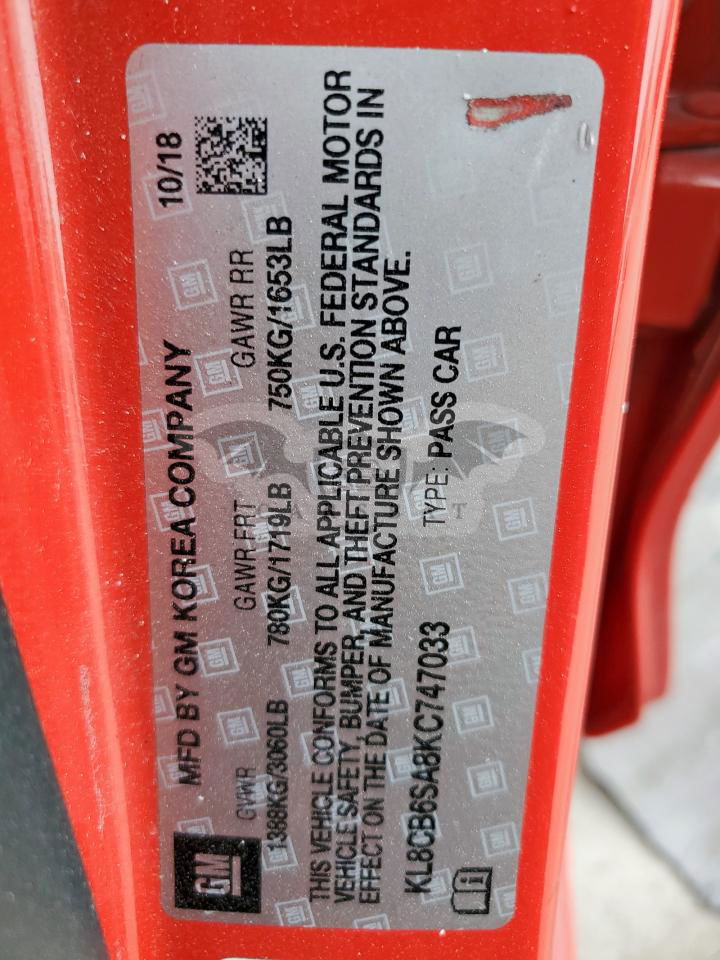 MFD BY GM KOREA COMPANY 10/18
GM
GVWR GAWR FRT GAWR RR
1388KG/3060LB 780KG/1719LB 750KG/1653LB
THIS VEHICLE CONFORMS TO ALL APPLICABLE U.S. FEDERAL MOTOR
VEHICLE SAFETY, BUMPER, AND THEFT PREVENTION STANDARDS IN
EFFECT ON THE DATE OF MANUFACTURE SHOWN ABOVE.
KL8CB6SA8KC747033 TYPE: PASS CAR